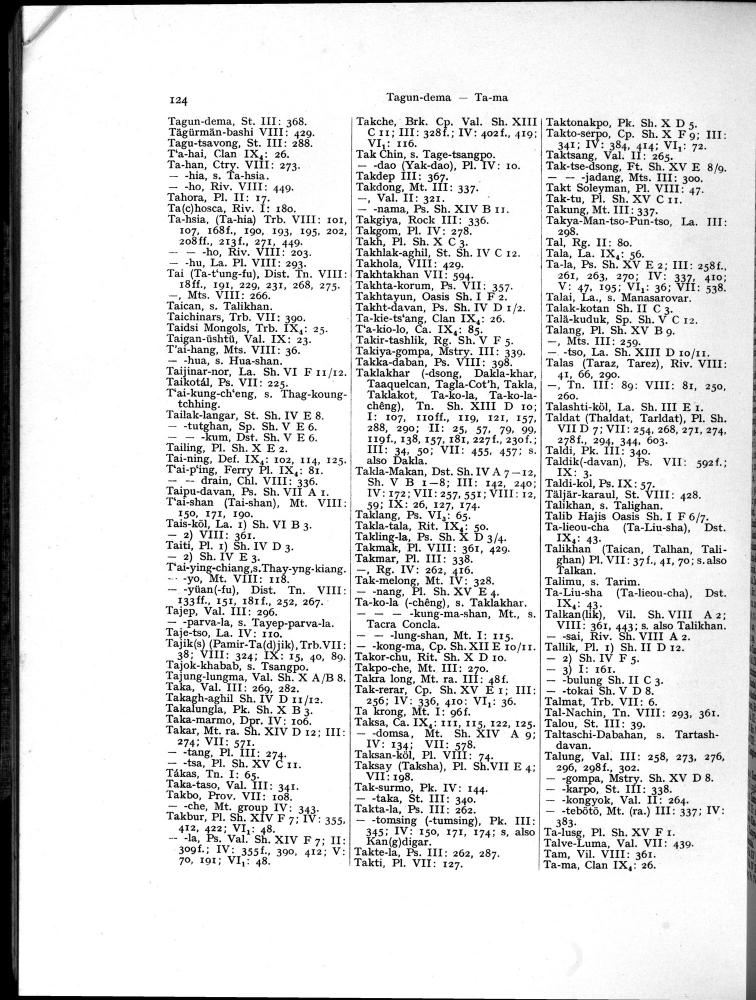 124
Tagun-dema — Ta-ma
Tagun-dema, St. III: 368.
Tägürmän-bashi VIII: 429.
Tagu-tsavong, St. III: 288.
T'a-hai, Clan IX₄: 26.
Ta-han, Ctry. VIII: 273.
— -hia, s. Ta-hsia.
— -ho, Riv. VIII: 449.
Tahora, Pl. II: 17.
Ta(c)hosca, Riv. I: 180.
Ta-hsia, (Ta-hia) Trb. VIII: 101,
107, 168f., 190, 193, 195, 202,
208ff., 213f., 271, 449.
— — -ho, Riv. VIII: 203.
— -hu, La. Pl. VIII: 293.
Tai (Ta-t'ung-fu), Dist. Tn. VIII:
18ff., 191, 229, 231, 268, 275.
—, Mts. VIII: 266.
Taican, s. Talikhan.
Taichinars, Trb. VII: 390.
Taidsi Mongols, Trb. IX₄: 25.
Taigan-üshtü, Val. IX: 23.
T'ai-hang, Mts. VIII: 36.
— -hua, s. Hua-shan.
Taijinar-nor, La. Sh. VI F 11/12.
Taikotál, Ps. VII: 225.
T'ai-kung-ch'eng, s. Thag-koung-
tchhing.
Tailak-langar, St. Sh. IV E 8.
— -tutghan, Sp. Sh. V E 6.
— — -kum, Dst. Sh. V E 6.
Tailing, Pl. Sh. X E 2.
Tai-ning, Def. IX₄: 102, 114, 125.
T'ai-p'ing, Ferry Pl. IX₄: 81.
— — drain, Chl. VIII: 336.
Taipu-davan, Ps. Sh. VII A 1.
T'ai-shan (Tai-shan), Mt. VIII:
150, 171, 190.
Tais-köl, La. 1) Sh. VI B 3.
— 2) VIII: 361.
Taiti, Pl. 1) Sh. IV D 3.
— 2) Sh. IV E 3.
T'ai-ying-chiang, s. Thay-yng-kiang.
— -yo, Mt. VIII: 118.
— -yüan(-fu), Dist. Tn. VIII:
133ff., 151, 181f., 252, 267.
Tajep, Val. III: 296.
— -parva-la, s. Tayep-parva-la.
Taje-tso, La. IV: 110.
Tajik(s) (Pamir-Ta(d)jik), Trb. VII:
38; VIII: 324; IX: 15, 40, 89.
Tajok-khabab, s. Tsangpo.
Tajung-lungma, Val. Sh. X A/B 8.
Taka, Val. III: 269, 282.
Takagh-aghil Sh. IV D 11/12.
Takalungla, Pk. Sh. X B 3.
Taka-marmo, Dpr. IV: 106.
Takar, Mt. ra. Sh. XIV D 12; III:
274; VII: 571.
— -tang, Pl. III: 274.
— -tsa, Pl. Sh. XV C 11.
Tákas, Tn. I: 65.
Taka-taso, Val. III: 341.
Takbo, Prov. VII: 108.
— -che, Mt. group IV: 343.
Takbur, Pl. Sh. XIV F 7; IV: 355,
412, 422; VI₁: 48.
— -la, Ps. Val. Sh. XIV F 7; II:
309f.; IV: 355f., 390, 412; V:
70, 191; VI₁: 48.
Takche, Brk. Cp. Val. Sh. XIII
C 11; III: 328f.; IV: 402f., 419;
VI₁: 116.
Tak Chin, s. Tage-tsangpo.
— -dao (Yak-dao), Pl. IV: 10.
Takdep III: 367.
Takdong, Mt. III: 337.
—, Val. II: 321.
— -nama, Ps. Sh. XIV B 11.
Takgiya, Rock III: 336.
Takgom, Pl. IV: 278.
Takh, Pl. Sh. X C 3.
Takhlak-aghil, St. Sh. IV C 12.
Takhola, VIII: 429.
Takhtakhan VII: 594.
Takhta-korum, Ps. VII: 357.
Takhtayun, Oasis Sh. I F 2.
Takht-davan, Ps. Sh. IV D 1/2.
Ta-kie-ts'ang, Clan IX₄: 26.
T'a-kio-lo, Ca. IX₄: 85.
Takir-tashlik, Rg. Sh. V F 5.
Takiya-gompa, Mstry. III: 339.
Takka-daban, Ps. VIII: 398.
Taklakhar (-dsong, Dakla-khar,
Taaquelcan, Tagla-Cot'h, Takla,
Taklakot, Ta-ko-la, Ta-ko-la-
chêng), Tn. Sh. XIII D 10;
I: 107, 110ff., 119, 121, 157,
288, 290; II: 25, 57, 79, 99,
119f., 138, 157, 181, 227f., 230f.;
III: 34, 50; VII: 455, 457; s.
also Dakla.
Takla-Makan, Dst. Sh. IV A 7—12,
Sh. V B 1—8; III: 142, 240;
IV: 172; VII: 257, 551; VIII: 12,
59; IX: 26, 127, 174.
Taklang, Ps. VI₂: 65.
Takla-tala, Rit. IX₄: 50.
Takling-la, Ps. Sh. X D 3/4.
Takmak, Pl. VIII: 361, 429.
Takmar, Pl. III: 338.
—, Rg. IV: 262, 416.
Tak-melong, Mt. IV: 328.
— -nang, Pl. Sh. XV E 4.
Ta-ko-la (-chêng), s. Taklakhar.
— — — -kung-ma-shan, Mt., s.
Tacra Concla.
— — -lung-shan, Mt. I: 115.
— -kong-ma, Cp. Sh. XII E 10/11.
Takor-chu, Rit. Sh. X D 10.
Takpo-che, Mt. III: 270.
Takra long, Mt. ra. III: 48f.
Tak-rerar, Cp. Sh. XV E 1; III:
256; IV: 336, 410; VI₁: 36.
Ta krong, Mt. I: 96f.
Taksa, Ca. IX₄: 111, 115, 122, 125.
— -domsa, Mt. Sh. XIV A 9;
IV: 134; VII: 578.
Taksan-köl, Pl. VIII: 74.
Taksay (Taksha), Pl. Sh. VII E 4;
VII: 198.
Tak-surmo, Pk. IV: 144.
— -taka, St. III: 340.
Takta-la, Ps. III: 262.
— -tomsing (-tumsing), Pk. III:
345; IV: 150, 171, 174; s. also
Kan(g)digar.
Takte-la, Ps. III: 262, 287.
Takti, Pl. VII: 127.
Taktonakpo, Pk. Sh. X D 5.
Takto-serpo, Cp. Sh. X F 9; III:
341; IV: 384, 414; VI₁: 72.
Taktsang, Val. II: 265.
Tak-tse-dsong, Ft. Sh. XV E 8/9.
— — -jadang, Mts. III: 300.
Takt Soleyman, Pl. VIII: 47.
Tak-tu, Pl. Sh. XV C 11.
Takung, Mt. III: 337.
Takya-Man-tso-Pun-tso, La. III:
298.
Tal, Rg. II: 80.
Tala, La. IX₄: 56.
Ta-la, Ps. Sh. XV E 2; III: 258f.,
261, 263, 270; IV: 337, 410;
V: 47, 195; VI₁: 36; VII: 538.
Talai, La., s. Manasarovar.
Talak-kotan Sh. II C 3.
Talä-kuduk, Sp. Sh. V C 12.
Talang, Pl. Sh. XV B 9.
—, Mts. III: 259.
— -tso, La. Sh. XIII D 10/11.
Talas (Taraz, Tarez), Riv. VIII:
41, 66, 290.
—, Tn. III: 89: VIII: 81, 250,
260.
Talashti-köl, La. Sh. III E 1.
Taldat (Thaldat, Tarldat), Pl. Sh.
VII D 7; VII: 254, 268, 271, 274,
278f., 294, 344, 603.
Taldi, Pk. III: 340.
Taldik(-davan), Ps. VII: 592f.;
IX: 3.
Taldi-kol, Ps. IX: 57.
Täljär-karaul, St. VIII: 428.
Talikhan, s. Talighan.
Talib Hajis Oasis Sh. I F 6/7.
Ta-lieou-cha (Ta-Liu-sha), Dst.
IX₄: 43.
Talikhan (Taican, Talhan, Tali-
ghan) Pl. VII: 37f., 41, 70; s. also
Talkan.
Talimu, s. Tarim.
Ta-Liu-sha (Ta-lieou-cha), Dst.
IX₄: 43.
Talkan(lik), Vil. Sh. VIII A 2;
VIII: 361, 443; s. also Talikhan.
— -sai, Riv. Sh. VIII A 2.
Tallik, Pl. 1) Sh. II D 12.
— 2) Sh. IV F 5.
— 3) I: 161.
— -bulung Sh. II C 3.
— -tokai Sh. V D 8.
Talmat, Trb. VII: 6.
Tal-Nachin, Tn. VIII: 293, 361.
Talou, St. III: 39.
Taltaschi-Dabahan, s. Tartash-
davan.
Talung, Val. III: 258, 273, 276,
296, 298f., 302.
— -gompa, Mstry. Sh. XV D 8.
— -karpo, St. III: 338.
— -kongyok, Val. II: 264.
— -tebötö, Mt. (ra.) III: 337; IV:
383.
Ta-lusg, Pl. Sh. XV F 1.
Talve-Luma, Val. VII: 439.
Tam, Vil. VIII: 361.
Ta-ma, Clan IX₄: 26.